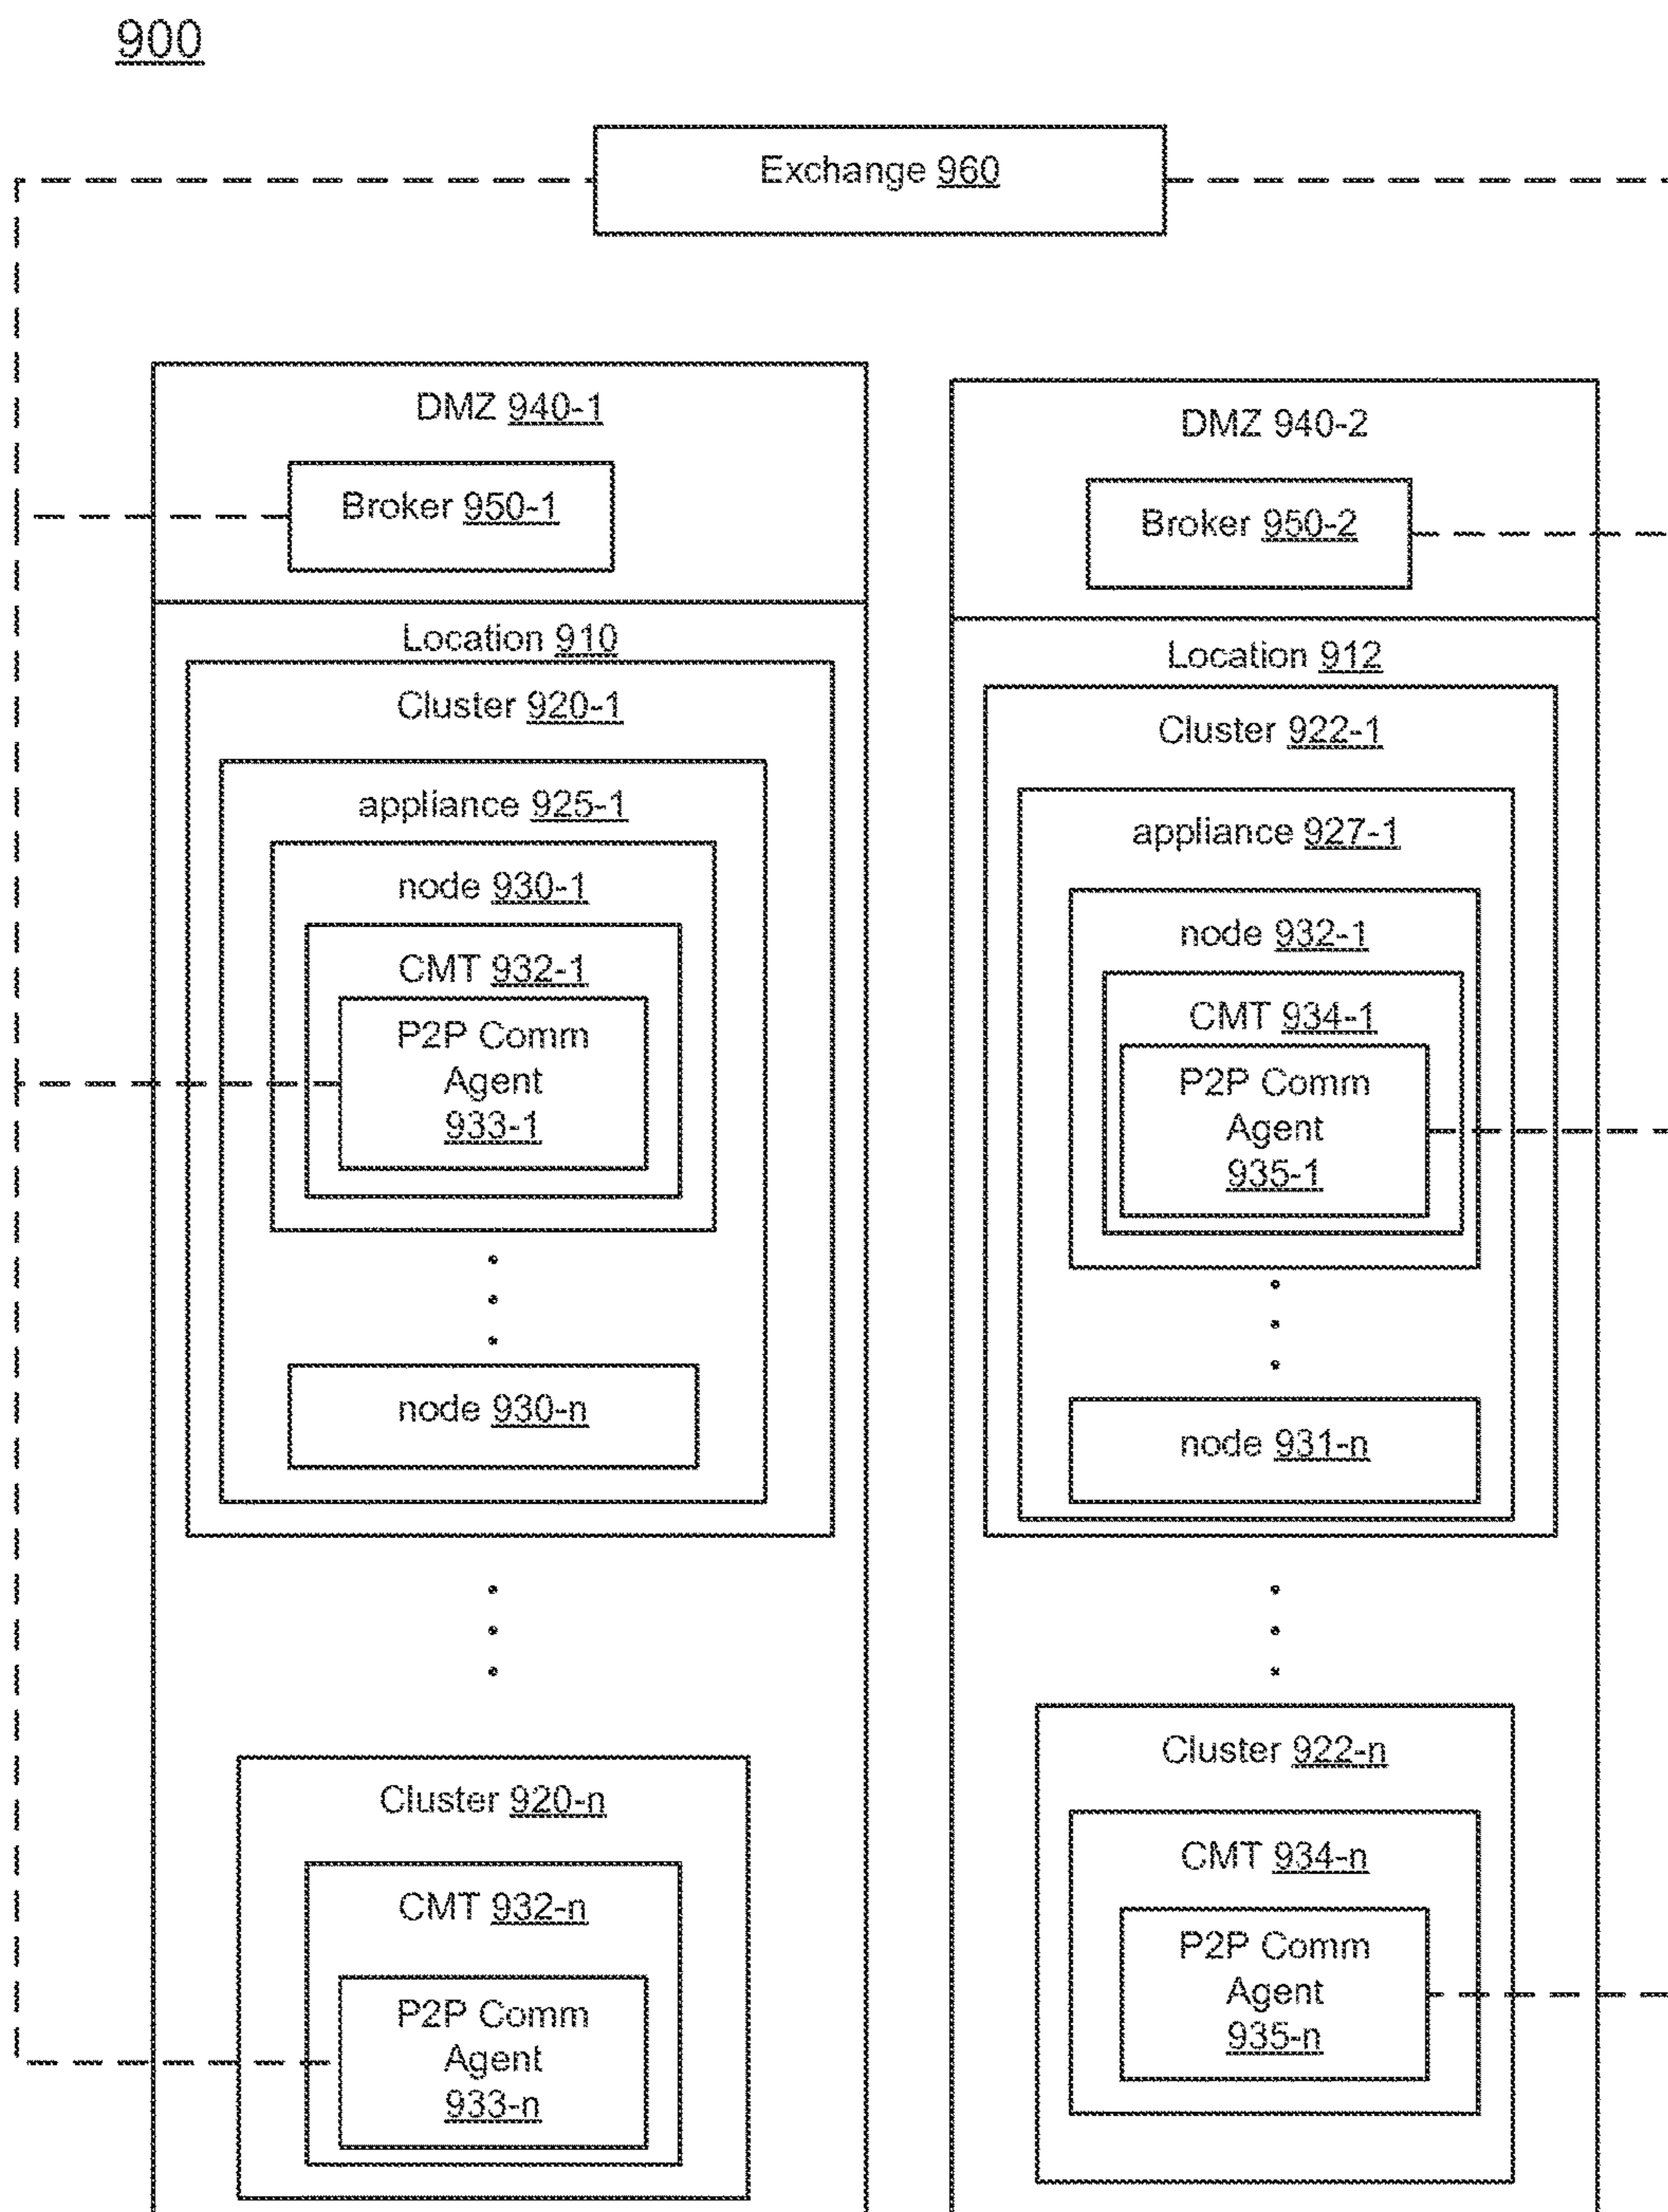 900
Exchange 960
DMZ 940-1
Broker 950-1
Location 910
Cluster 920-1
appliance 925-1
node 930-1
CMT 932-1
P2P Comm
Agent
933-1
node 930-n
Cluster 920-n
CMT 932-n
P2P Comm
Agent
933-n
DMZ 940-2
Broker 950-2
Location 912
Cluster 922-1
appliance 927-1
node 932-1
CMT 934-1
P2P Comm
Agent
935-1
node 931-n
Cluster 922-n
CMT 934-n
P2P Comm
Agent
935-n